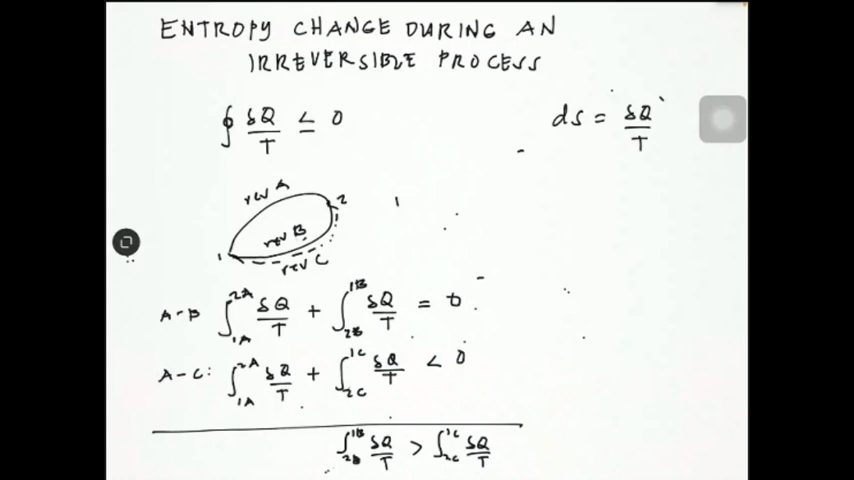 ENTROPY CHANGE DURING AN
IRREVERSIBLE PROCESS
∮ δQ/T ≤ 0
ds = δQ/T
rev A
2
1
rev B
1
rev C
A-B ∫_{1A}^{2A} δQ/T + ∫_{2B}^{1B} δQ/T = 0
A-C: ∫_{1A}^{2A} δQ/T + ∫_{2C}^{1C} δQ/T < 0
∫_{2B}^{1B} δQ/T > ∫_{2C}^{1C} δQ/T